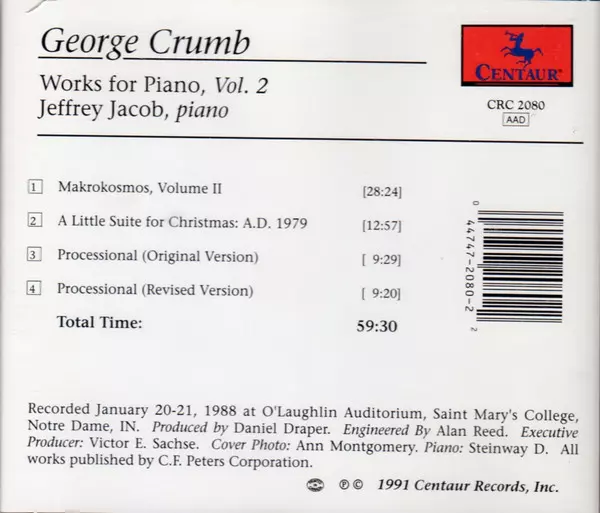 George Crumb
Works for Piano, Vol. 2
Jeffrey Jacob, piano
CENTAUR®
CRC 2080
AAD
1 Makrokosmos, Volume II [28:24]
2 A Little Suite for Christmas: A.D. 1979 [12:57]
3 Processional (Original Version) [ 9:29]
4 Processional (Revised Version) [ 9:20]
Total Time: 59:30
0 44747-2080-2 2
Recorded January 20-21, 1988 at O'Laughlin Auditorium, Saint Mary's College,
Notre Dame, IN. Produced by Daniel Draper. Engineered By Alan Reed. Executive
Producer: Victor E. Sachse. Cover Photo: Ann Montgomery. Piano: Steinway D. All
works published by C.F. Peters Corporation.
℗ © 1991 Centaur Records, Inc.